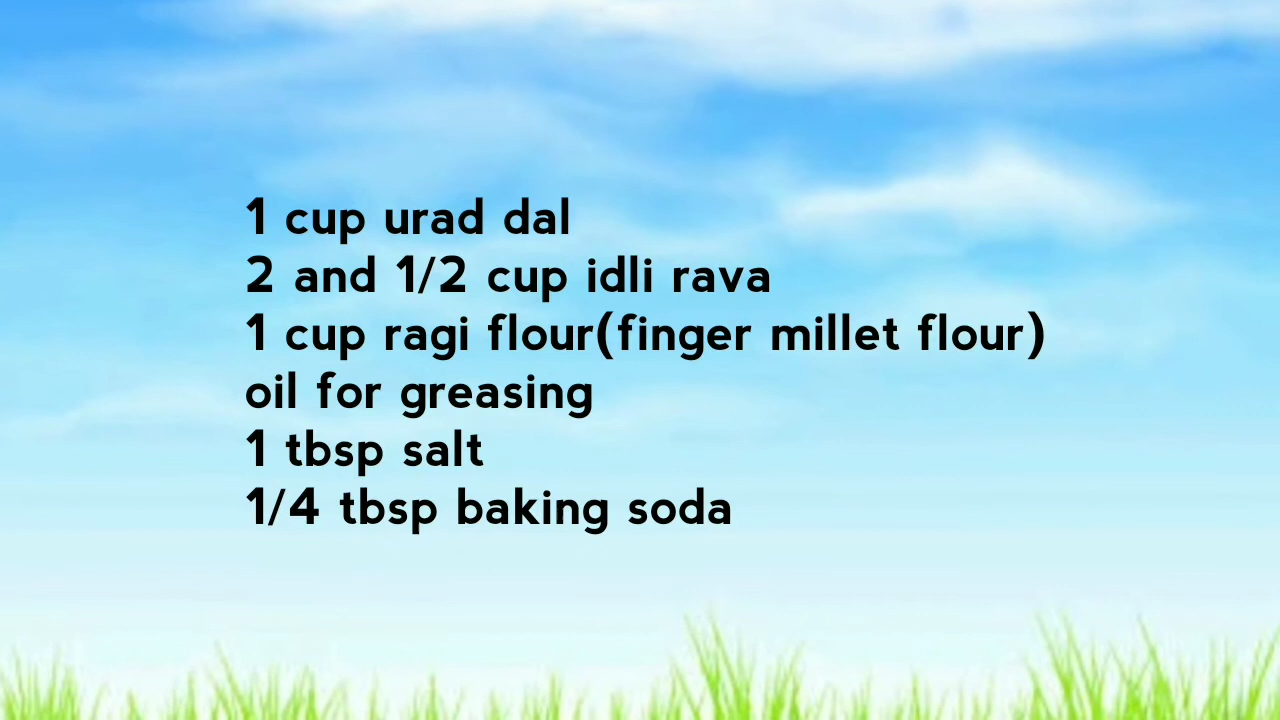 1 cup urad dal
2 and 1/2 cup idli rava
1 cup ragi flour(finger millet flour)
oil for greasing
1 tbsp salt
1/4 tbsp baking soda